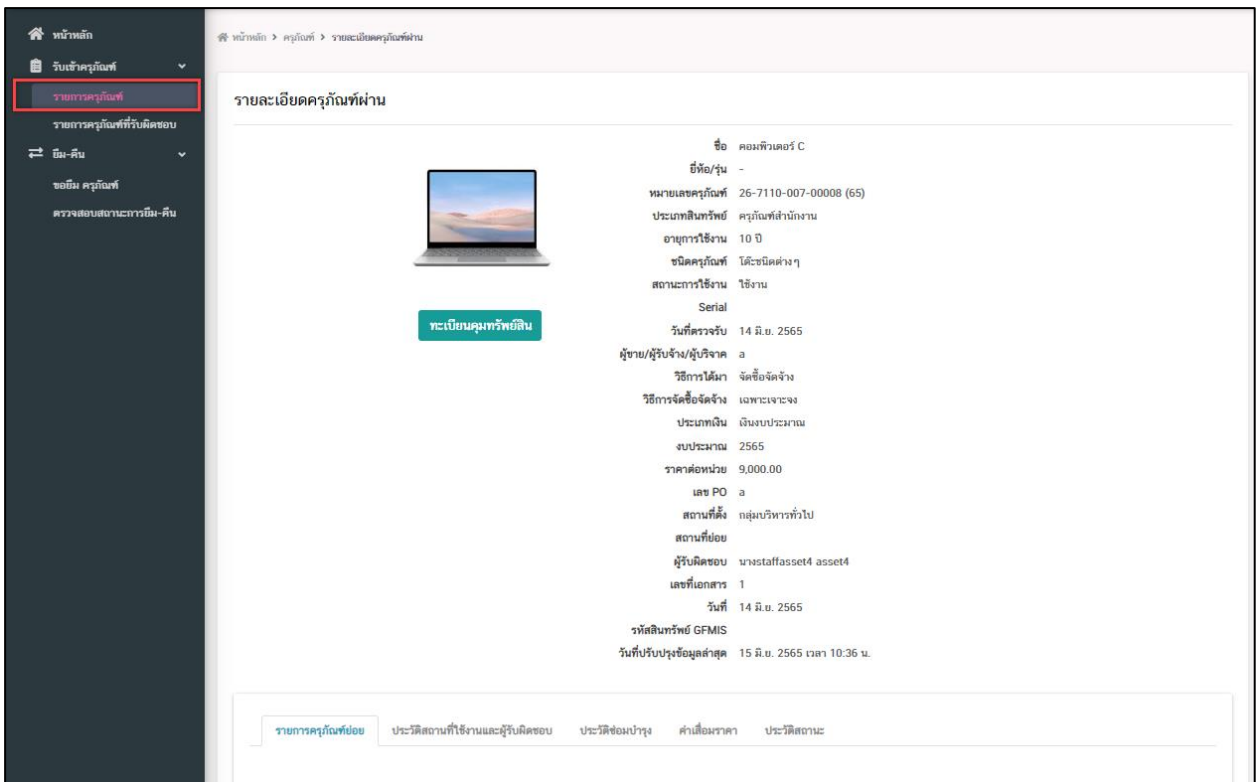 หน้าหลัก
รับเข้าครุภัณฑ์
รายการครุภัณฑ์
รายการครุภัณฑ์ที่รับผิดชอบ
ยืม-คืน
ขอยืม ครุภัณฑ์
ตรวจสอบสถานะการยืม-คืน
หน้าหลัก > ครุภัณฑ์ > รายละเอียดครุภัณฑ์ผ่าน
รายละเอียดครุภัณฑ์ผ่าน
ชื่อ คอมพิวเตอร์ C
ยี่ห้อ/รุ่น -
หมายเลขครุภัณฑ์ 26-7110-007-00008 (65)
ประเภทสินทรัพย์ ครุภัณฑ์สำนักงาน
อายุการใช้งาน 10 ปี
ชนิดครุภัณฑ์ โต๊ะชนิดต่างๆ
สถานะการใช้งาน ใช้งาน
Serial
วันที่ตรวจรับ 14 มิ.ย. 2565
ผู้ขาย/ผู้รับจ้าง/ผู้บริจาค a
วิธีการได้มา จัดซื้อจัดจ้าง
วิธีการจัดซื้อจัดจ้าง เฉพาะเจาะจง
ประเภทเงิน เงินงบประมาณ
งบประมาณ 2565
ราคาต่อหน่วย 9,000.00
เลข PO a
สถานที่ตั้ง กลุ่มบริหารทั่วไป
สถานที่ย่อย
ผู้รับผิดชอบ นางstaffasset4 asset4
เลขที่เอกสาร 1
วันที่ 14 มิ.ย. 2565
รหัสสินทรัพย์ GFMIS
วันที่ปรับปรุงข้อมูลล่าสุด 15 มิ.ย. 2565 เวลา 10:36 น.
ทะเบียนคุมทรัพย์สิน
รายการครุภัณฑ์ย่อย ประวัติสถานที่ใช้งานและผู้รับผิดชอบ ประวัติซ่อมบำรุง ค่าเสื่อมราคา ประวัติสถานะ